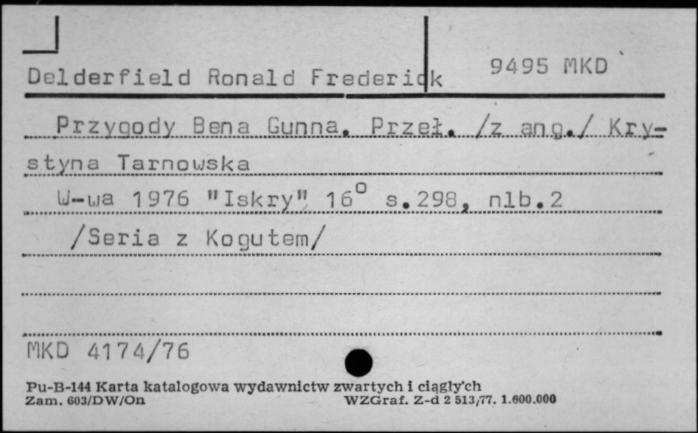 9495 MKD
Delderfield Ronald Frederick
Przygody Bena Gunna. Przeł. /z ang./ Kry-
styna Tarnowska
W-wa 1976 "Iskry" 16° s.298, nlb.2
/Seria z Kogutem/
MKD 4174/76
Pu-B-144 Karta katalogowa wydawnictw zwartych i ciągłych
Zam. 603/DW/On WZGraf. Z-d 2 513/77. 1.600.000